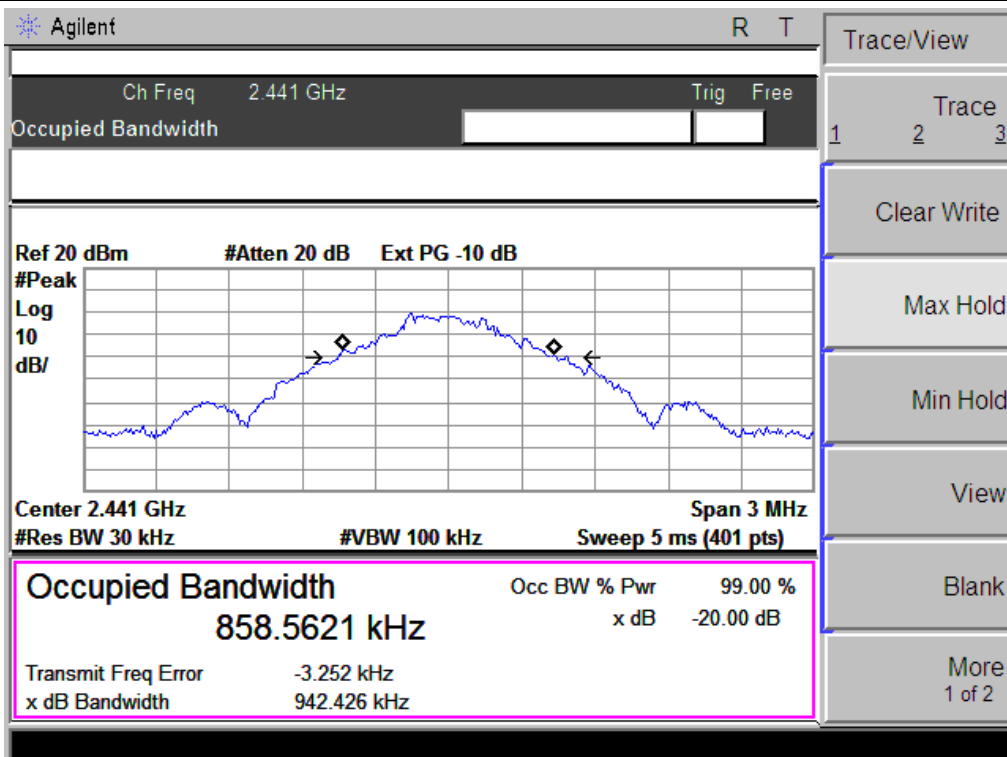 Agilent R T
Ch Freq 2.441 GHz Trig Free
Occupied Bandwidth
Ref 20 dBm #Atten 20 dB Ext PG -10 dB
#Peak
Log
10
dB/
Center 2.441 GHz Span 3 MHz
#Res BW 30 kHz #VBW 100 kHz Sweep 5 ms (401 pts)
Occupied Bandwidth Occ BW % Pwr 99.00 %
858.5621 kHz x dB -20.00 dB
Transmit Freq Error -3.252 kHz
x dB Bandwidth 942.426 kHz
Trace/View
Trace
1 2 3
Clear Write
Max Hold
Min Hold
View
Blank
More
1 of 2